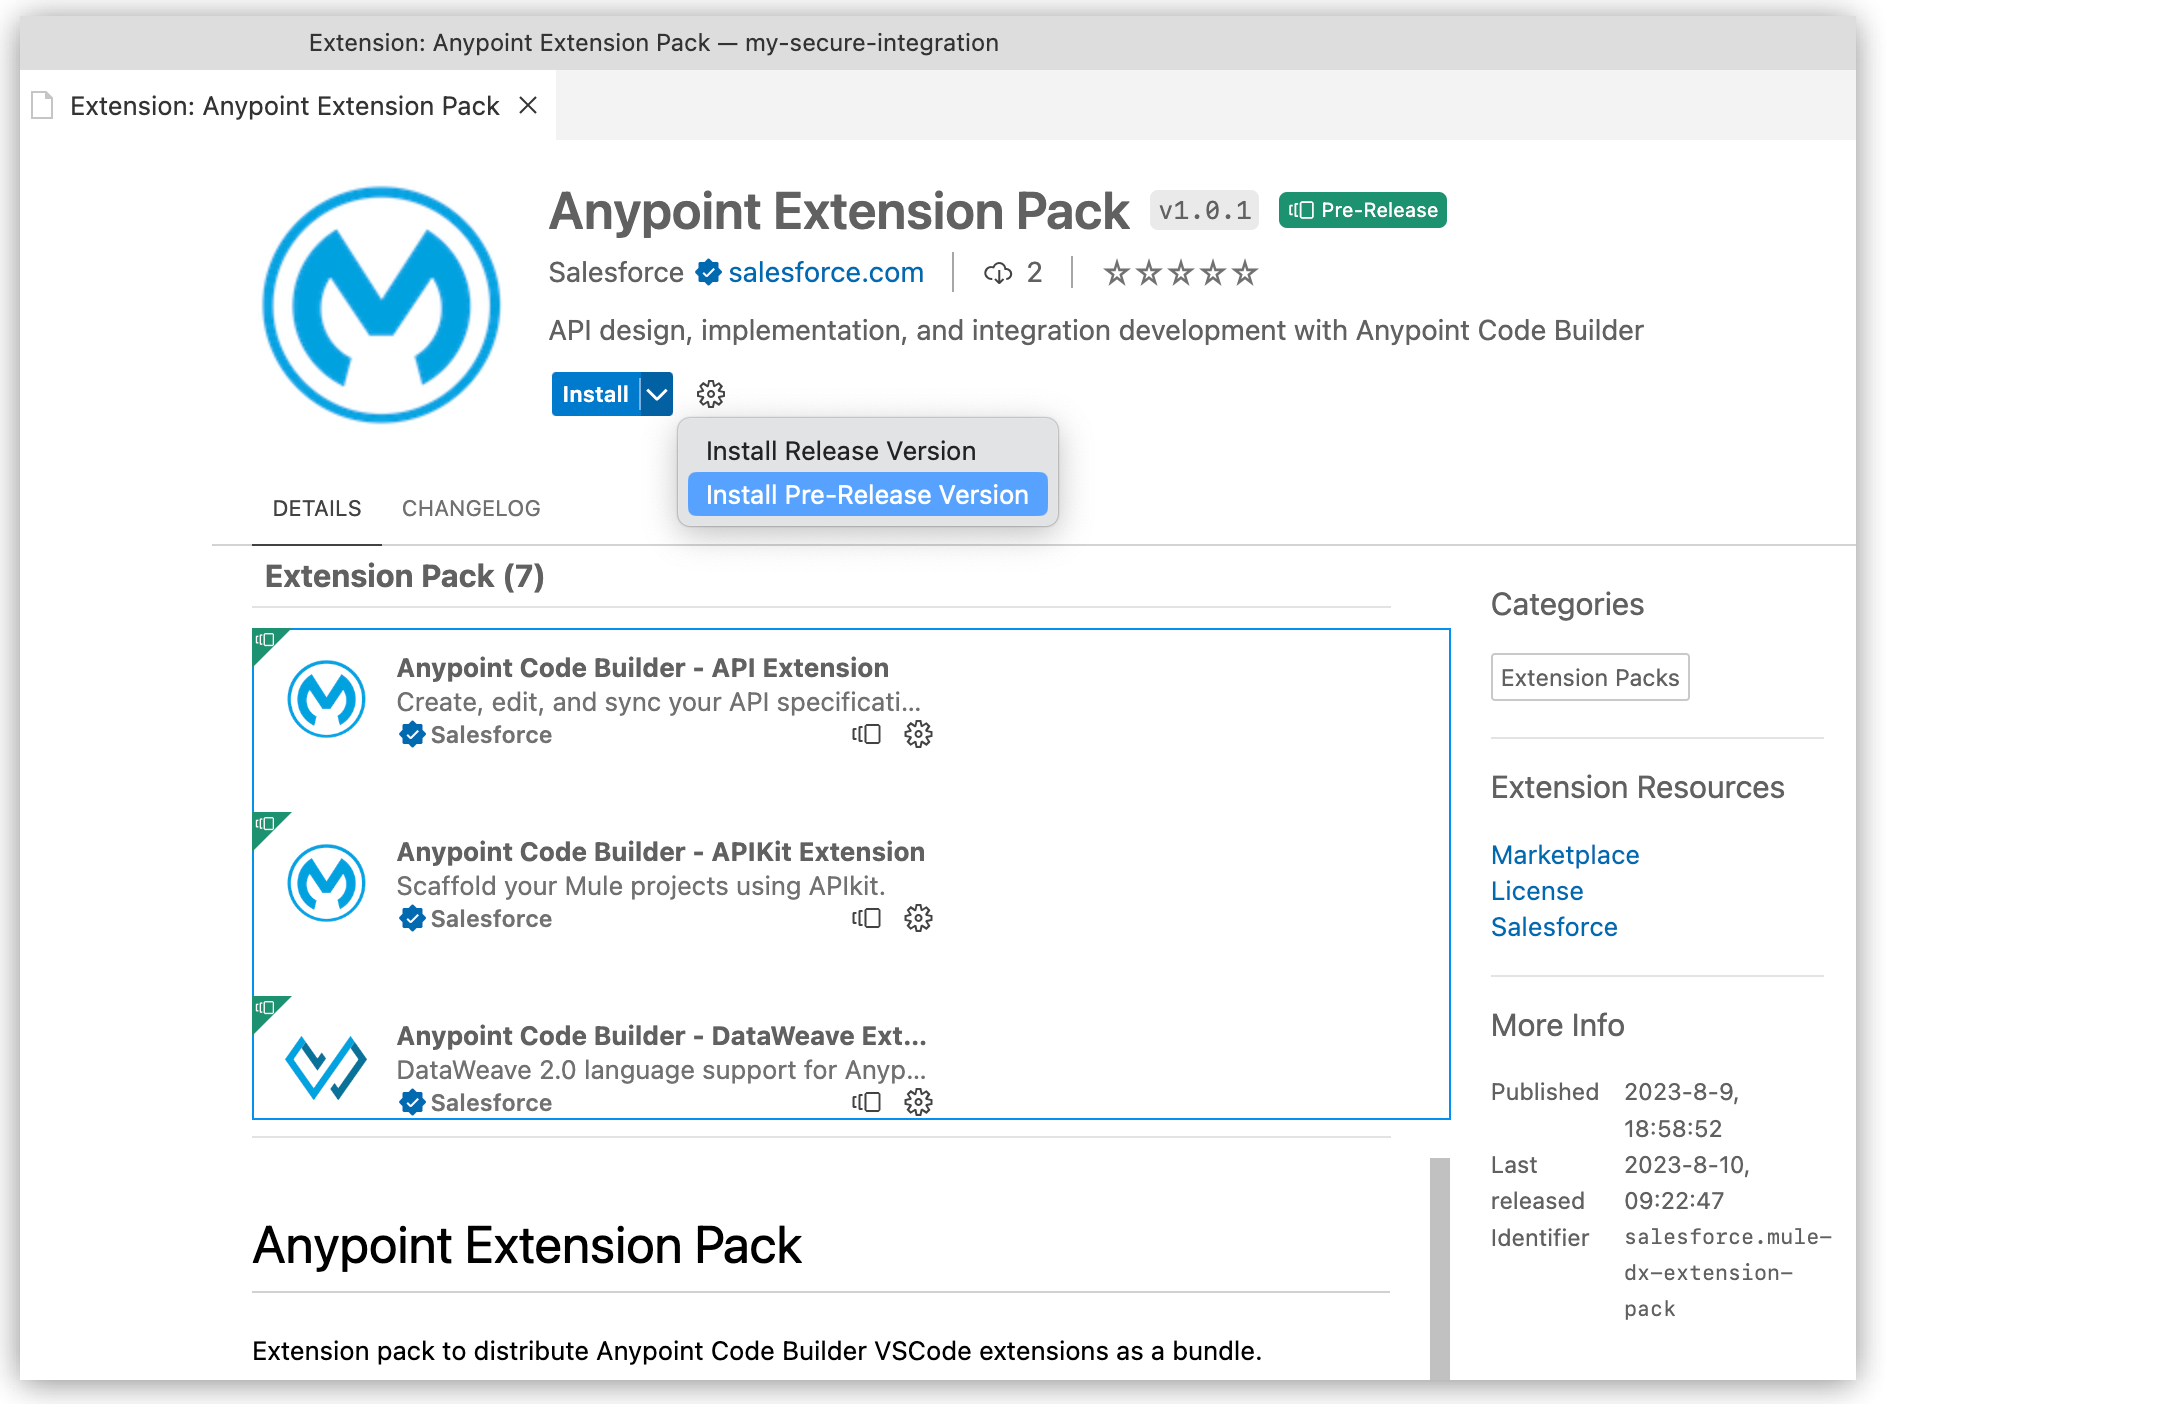 Extension: Anypoint Extension Pack — my-secure-integration
Extension: Anypoint Extension Pack
Anypoint Extension Pack v1.0.1 Pre-Release
Salesforce salesforce.com 2
API design, implementation, and integration development with Anypoint Code Builder
Install
Install Release Version
Install Pre-Release Version
DETAILS CHANGELOG
Extension Pack (7)
Anypoint Code Builder - API Extension
Create, edit, and sync your API specificati...
Salesforce
Anypoint Code Builder - APIKit Extension
Scaffold your Mule projects using APIkit.
Salesforce
Anypoint Code Builder - DataWeave Ext...
DataWeave 2.0 language support for Anyp...
Salesforce
Anypoint Extension Pack
Extension pack to distribute Anypoint Code Builder VSCode extensions as a bundle.
Categories
Extension Packs
Extension Resources
Marketplace
License
Salesforce
More Info
Published 2023-8-9,
18:58:52
Last 2023-8-10,
released 09:22:47
Identifier salesforce.mule-
dx-extension-
pack